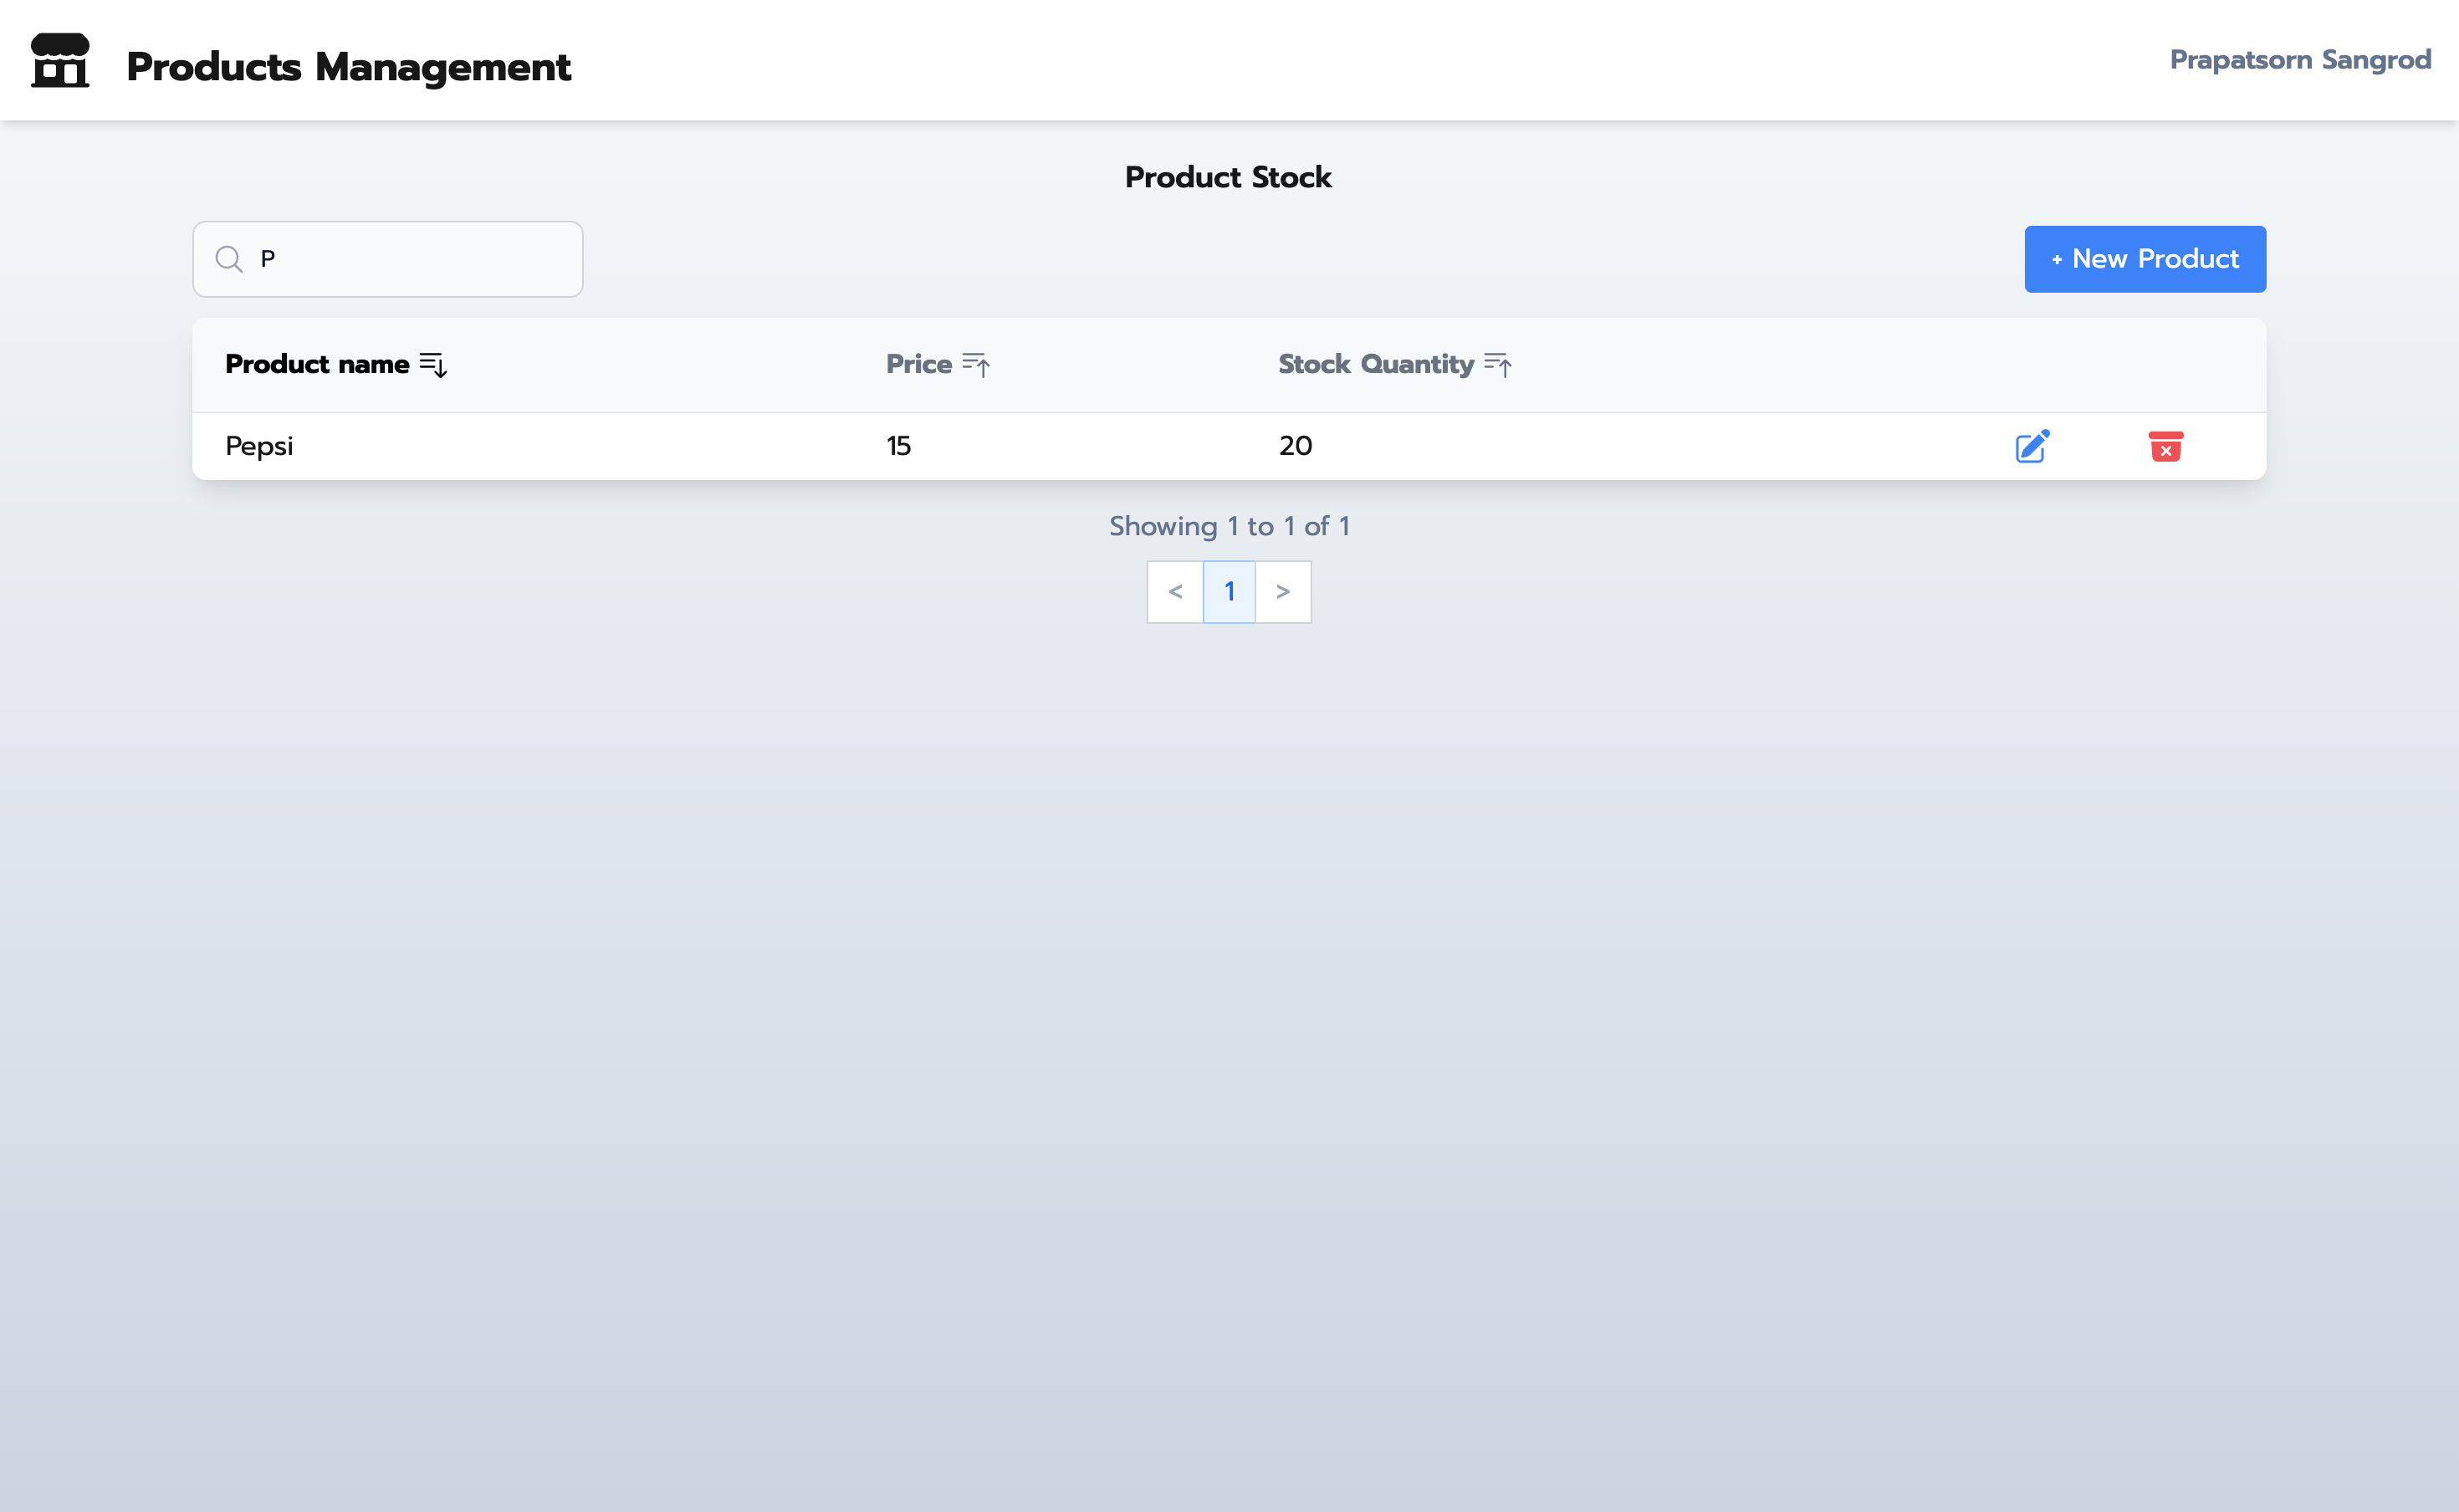 Products Management
Prapatsorn Sangrod
Product Stock
P
+ New Product
Product name Price Stock Quantity
Pepsi 15 20
Showing 1 to 1 of 1
< 1 >